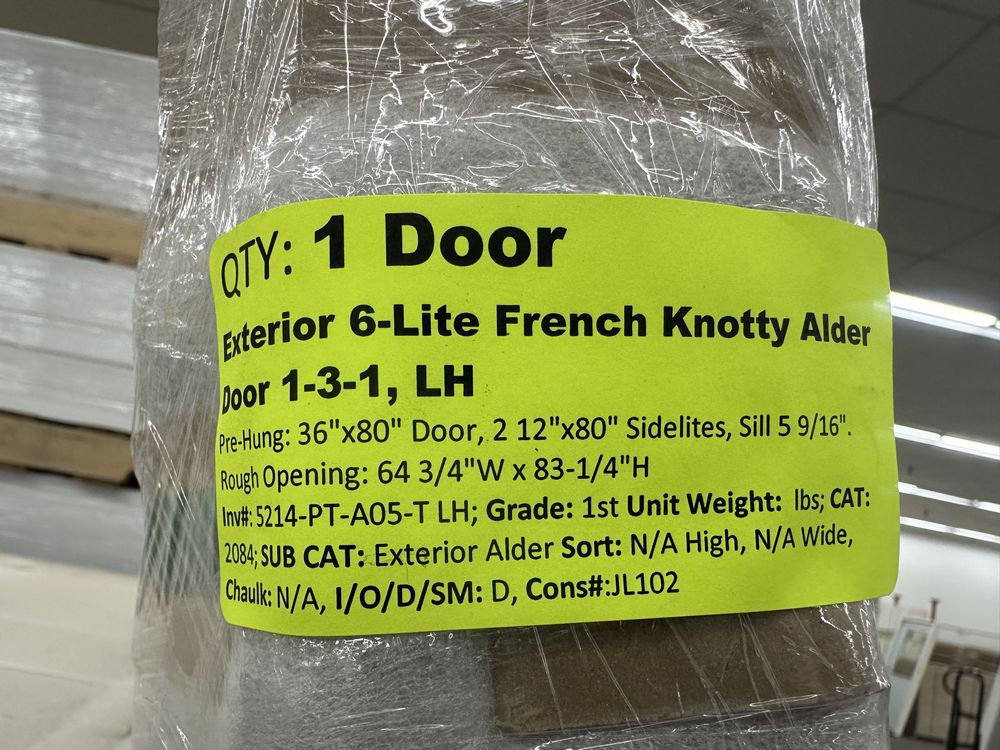 QTY: 1 Door
Exterior 6-Lite French Knotty Alder
Door 1-3-1, LH
Pre-Hung: 36"x80" Door, 2 12"x80" Sidelites, Sill 5 9/16".
Rough Opening: 64 3/4"W x 83-1/4"H
Inv#: 5214-PT-A05-T LH; Grade: 1st Unit Weight: lbs; CAT:
2084; SUB CAT: Exterior Alder Sort: N/A High, N/A Wide,
Chaulk: N/A, I/O/D/SM: D, Cons#:JL102